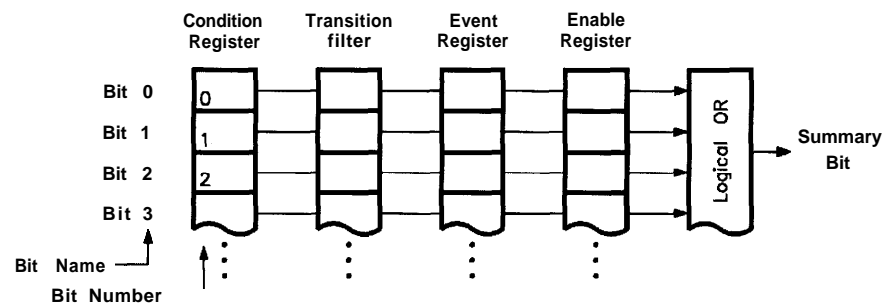 Condition Register
Transition filter
Event Register
Enable Register
Bit 0
0
Bit 1
1
Bit 2
2
Bit 3
Logical OR
Summary Bit
Bit Name
Bit Number